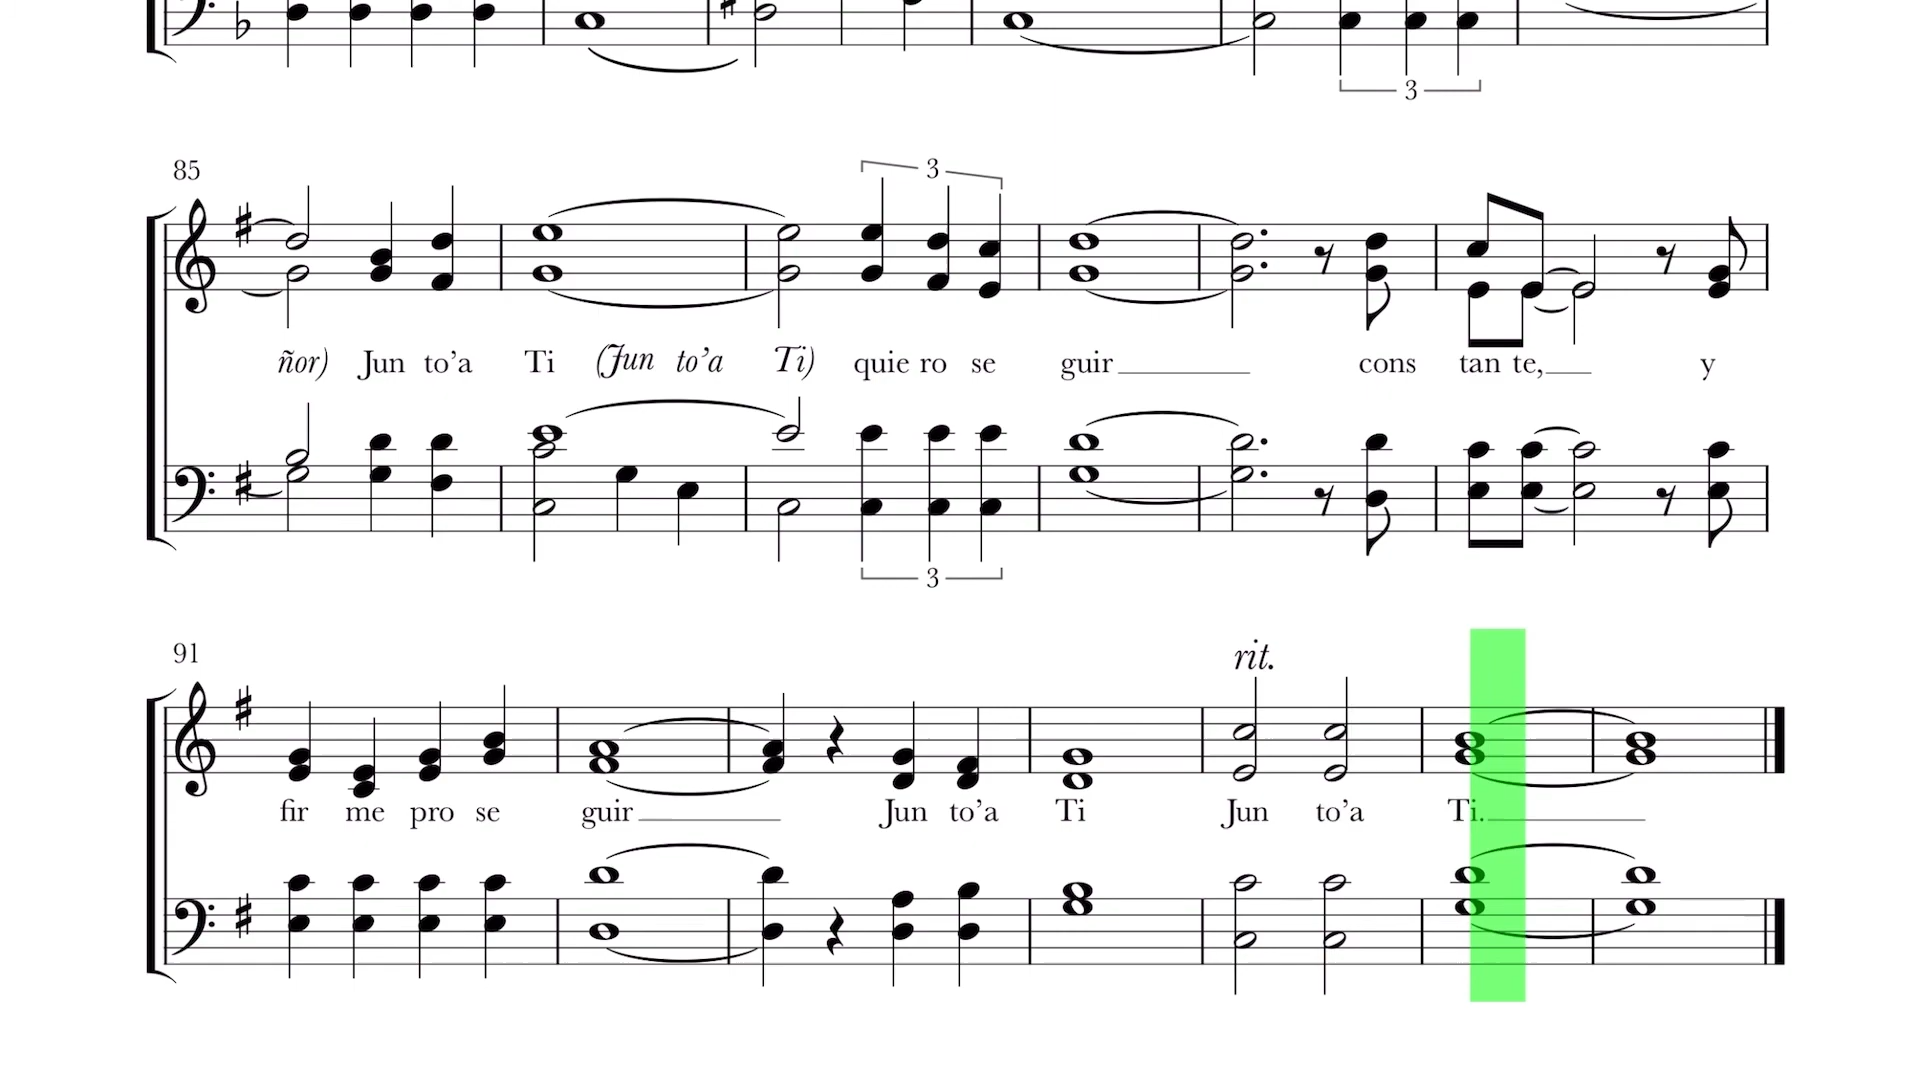 3
85
3
ñor) Jun to’a Ti (Jun to’a Ti) quie ro se guir cons tan te, y
3
91
rit.
fir me pro se guir Jun to’a Ti Jun to’a Ti.